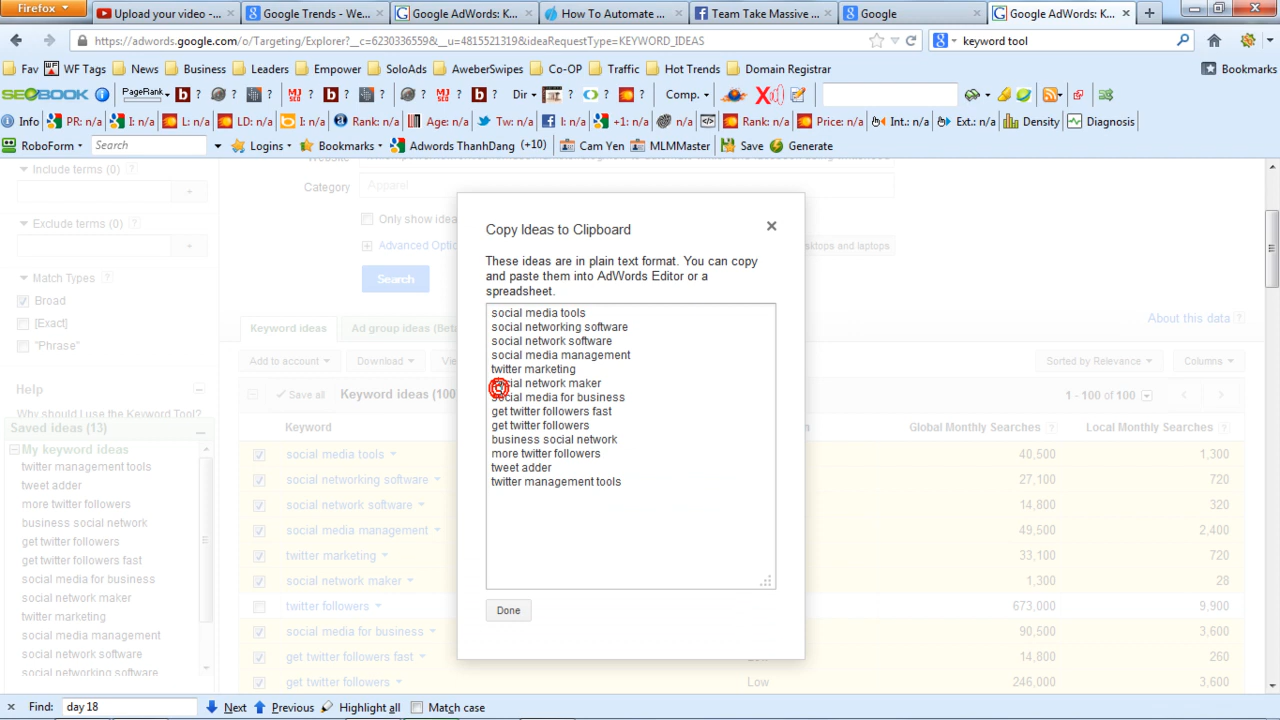 Firefox
Upload your video -...
Google Trends - We...
Google AdWords: K...
How To Automate ...
Team Take Massive ...
Google
Google AdWords: K...
https://adwords.google.com/o/Targeting/Explorer?__c=6230336559&__u=4815521319&ideaRequestType=KEYWORD_IDEAS
keyword tool
Fav WF Tags News Business Leaders Empower SoloAds AweberSwipes Co-OP Traffic Hot Trends Domain Registrar Bookmarks
SEOBOOK PageRank ? ? ? ? ? ? Dir ? ? ? Comp.
Info PR: n/a I: n/a L: n/a LD: n/a I: n/a Rank: n/a Age: n/a Tw: n/a I: n/a +1: n/a n/a Rank: n/a Price: n/a Int.: n/a Ext.: n/a Density Diagnosis
RoboForm Search Logins Bookmarks Adwords ThanhDang (+10) Cam Yen MLMMaster Save Generate
Include terms (0) ?
Exclude terms (0) ?
Match Types ?
Broad
[Exact]
"Phrase"
Help
Why should I use the Keyword Tool?
Saved ideas (13)
My keyword ideas
twitter management tools
tweet adder
more twitter followers
business social network
get twitter followers
get twitter followers fast
social media for business
social network maker
twitter marketing
social media management
social network software
social networking software
Website
Category Apparel
Only show idea
Advanced Optio
sktops and laptops
Search
About this data ?
Keyword ideas Ad group ideas (Beta
Add to account Download Vie
Sorted by Relevance Columns
Save all Keyword ideas (100
1 - 100 of 100
Keyword Global Monthly Searches ? Local Monthly Searches ?
social media tools 40,500 1,300
social networking software 27,100 720
social network software 14,800 320
social media management 49,500 2,400
twitter marketing 33,100 720
social network maker 1,300 28
twitter followers 673,000 9,900
social media for business 90,500 3,600
get twitter followers fast 14,800 260
get twitter followers Low 246,000 3,600
Copy Ideas to Clipboard
These ideas are in plain text format. You can copy
and paste them into AdWords Editor or a
spreadsheet.
social media tools
social networking software
social network software
social media management
twitter marketing
social network maker
social media for business
get twitter followers fast
get twitter followers
business social network
more twitter followers
tweet adder
twitter management tools
Done
Find: day 18 Next Previous Highlight all Match case